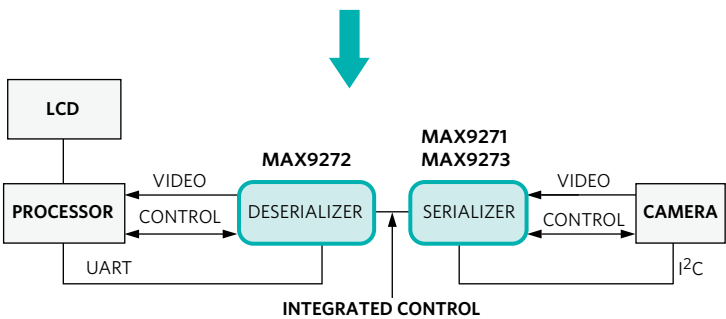 LCD
MAX9272
MAX9271
MAX9273
PROCESSOR
VIDEO
CONTROL
DESERIALIZER
SERIALIZER
VIDEO
CONTROL
CAMERA
UART
I²C
INTEGRATED CONTROL